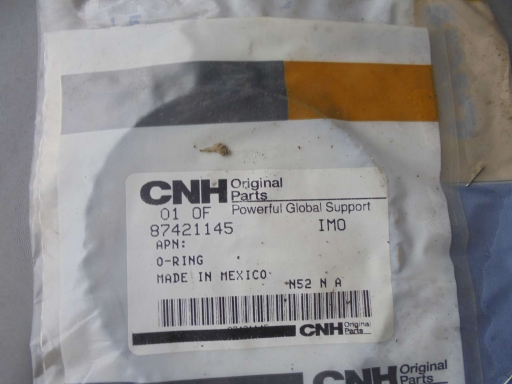 CNH Original Parts
01 OF Powerful Global Support
87421145 IMO
APN:
O-RING
MADE IN MEXICO N52 N A
CNH Original Parts
CNH Original Parts